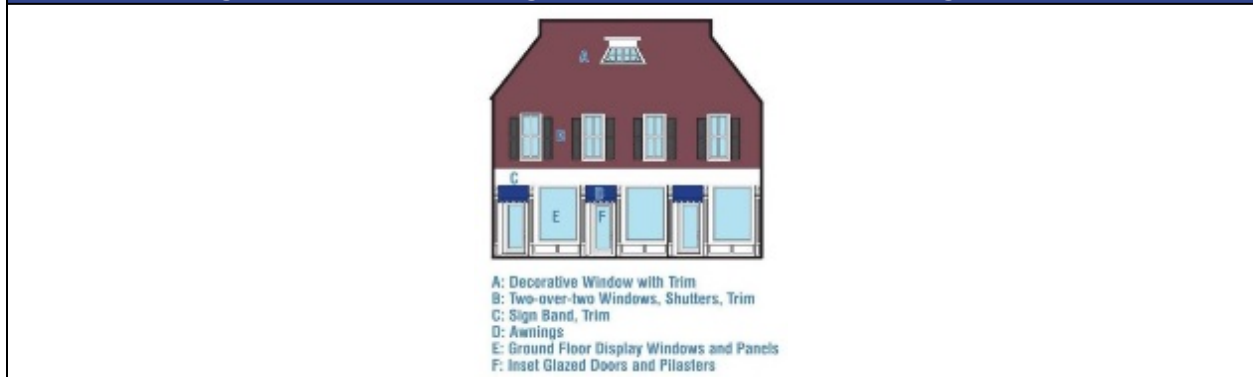 A
B
C
D
E
F
A: Decorative Window with Trim
B: Two-over-two Windows, Shutters, Trim
C: Sign Band, Trim
D: Awnings
E: Ground Floor Display Windows and Panels
F: Inset Glazed Doors and Pilasters